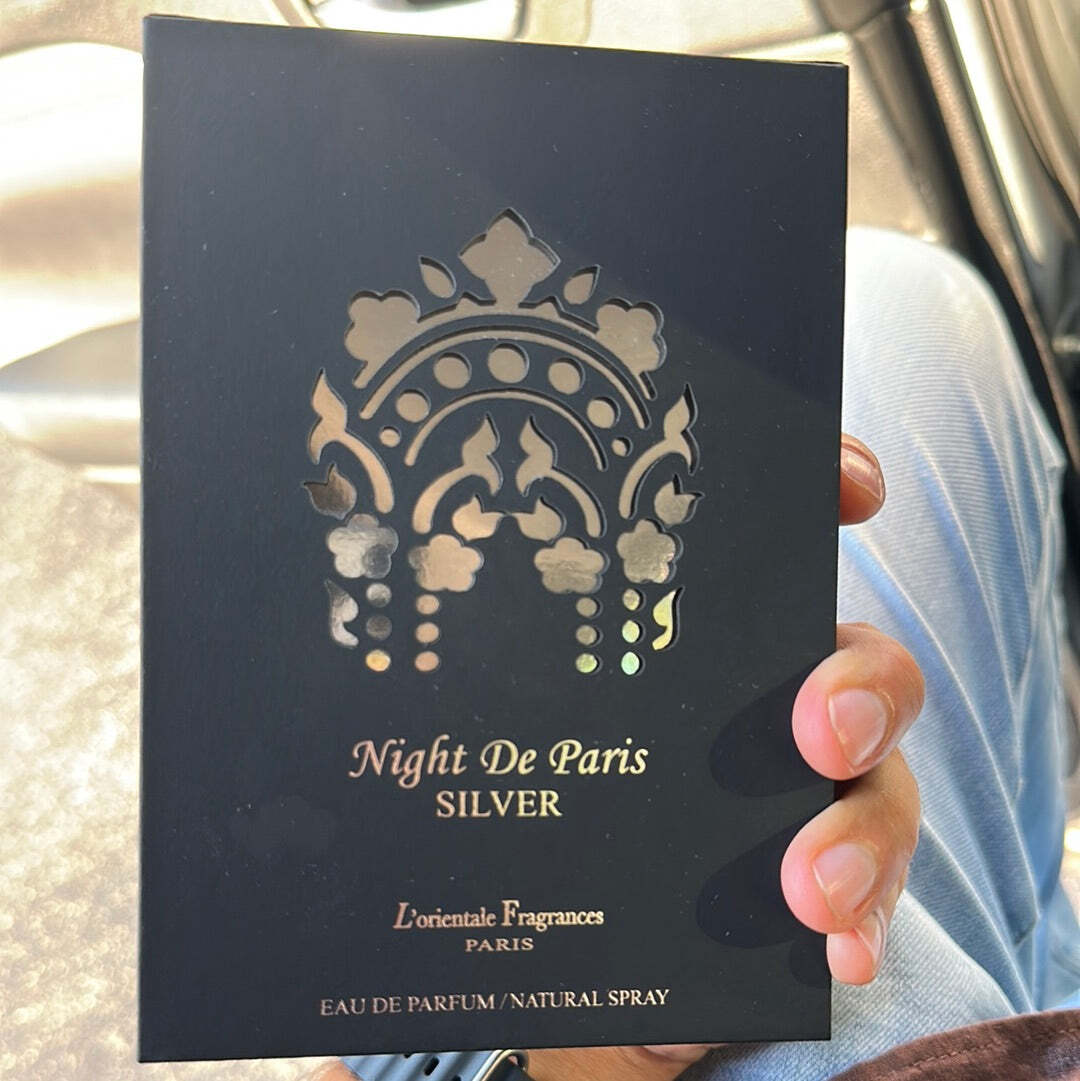 Night De Paris
SILVER
L'orientale Fragrances
PARIS
EAU DE PARFUM / NATURAL SPRAY